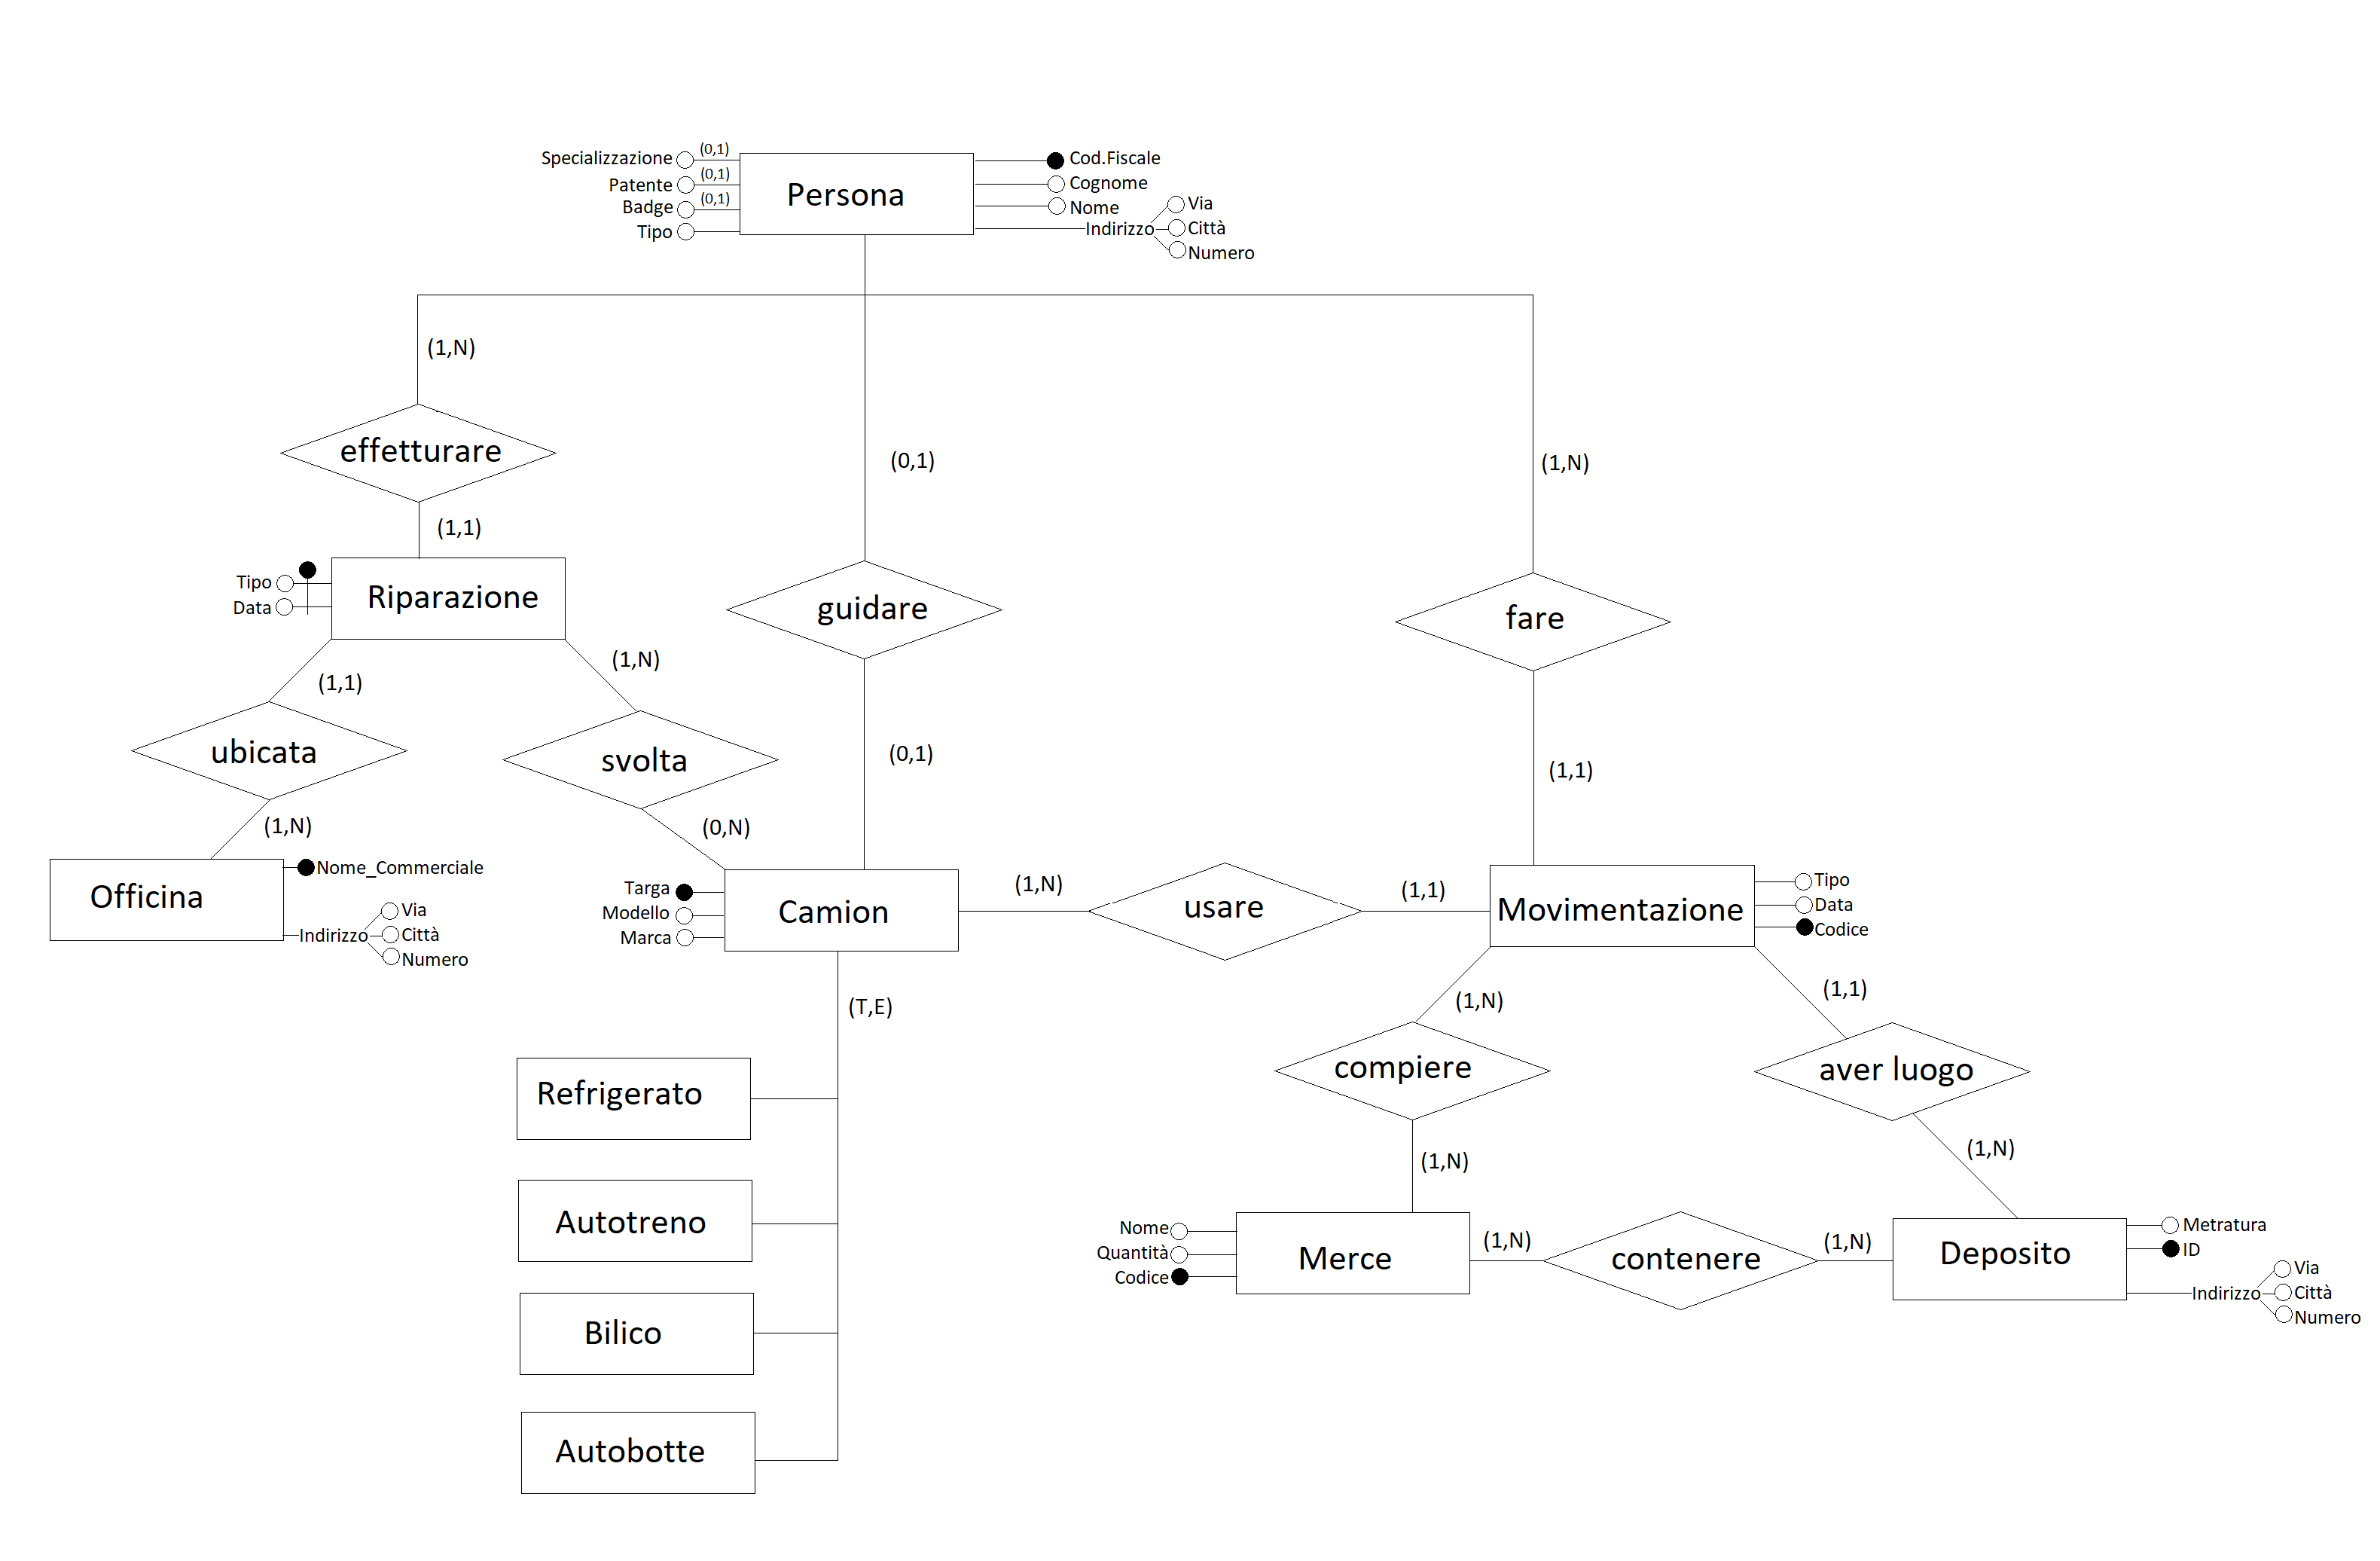 Specializzazione
(0,1)
Patente
(0,1)
Badge
(0,1)
Tipo
Persona
Cod.Fiscale
Cognome
Nome
Indirizzo
Via
Città
Numero
(1,N)
effetturare
(1,1)
(0,1)
(1,N)
Tipo
Data
Riparazione
guidare
fare
(1,1)
(1,N)
ubicata
svolta
(0,1)
(1,1)
(1,N)
(0,N)
Officina
Nome_Commerciale
Indirizzo
Via
Città
Numero
Targa
Modello
Marca
Camion
(1,N)
usare
(1,1)
Movimentazione
Tipo
Data
Codice
(T,E)
(1,N)
(1,1)
Refrigerato
compiere
aver luogo
(1,N)
(1,N)
Autotreno
Nome
Quantità
Codice
Merce
(1,N)
contenere
(1,N)
Deposito
Metratura
ID
Indirizzo
Via
Città
Numero
Bilico
Autobotte